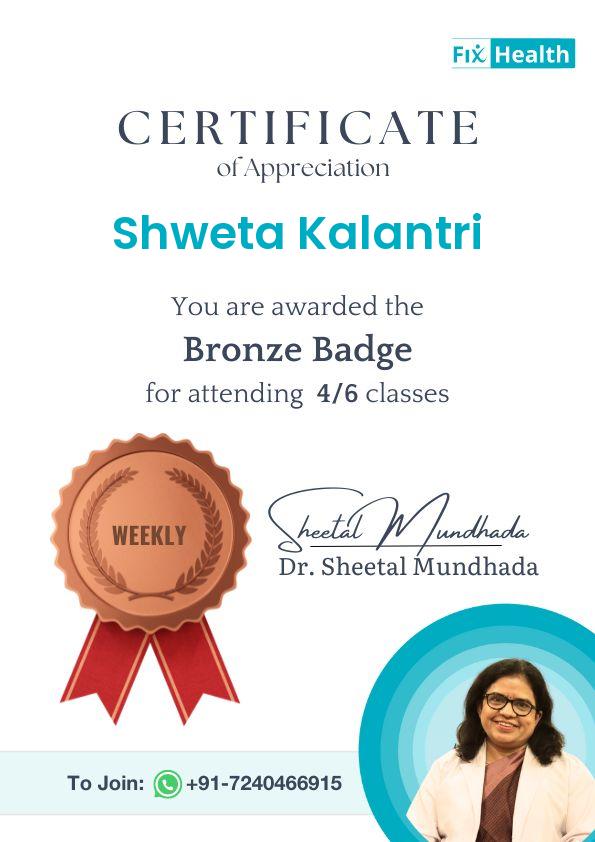 Fix Health
CERTIFICATE
of Appreciation
Shweta Kalantri
You are awarded the
Bronze Badge
for attending 4/6 classes
WEEKLY
Sheetal Mundhada
Dr. Sheetal Mundhada
To Join: +91-7240466915